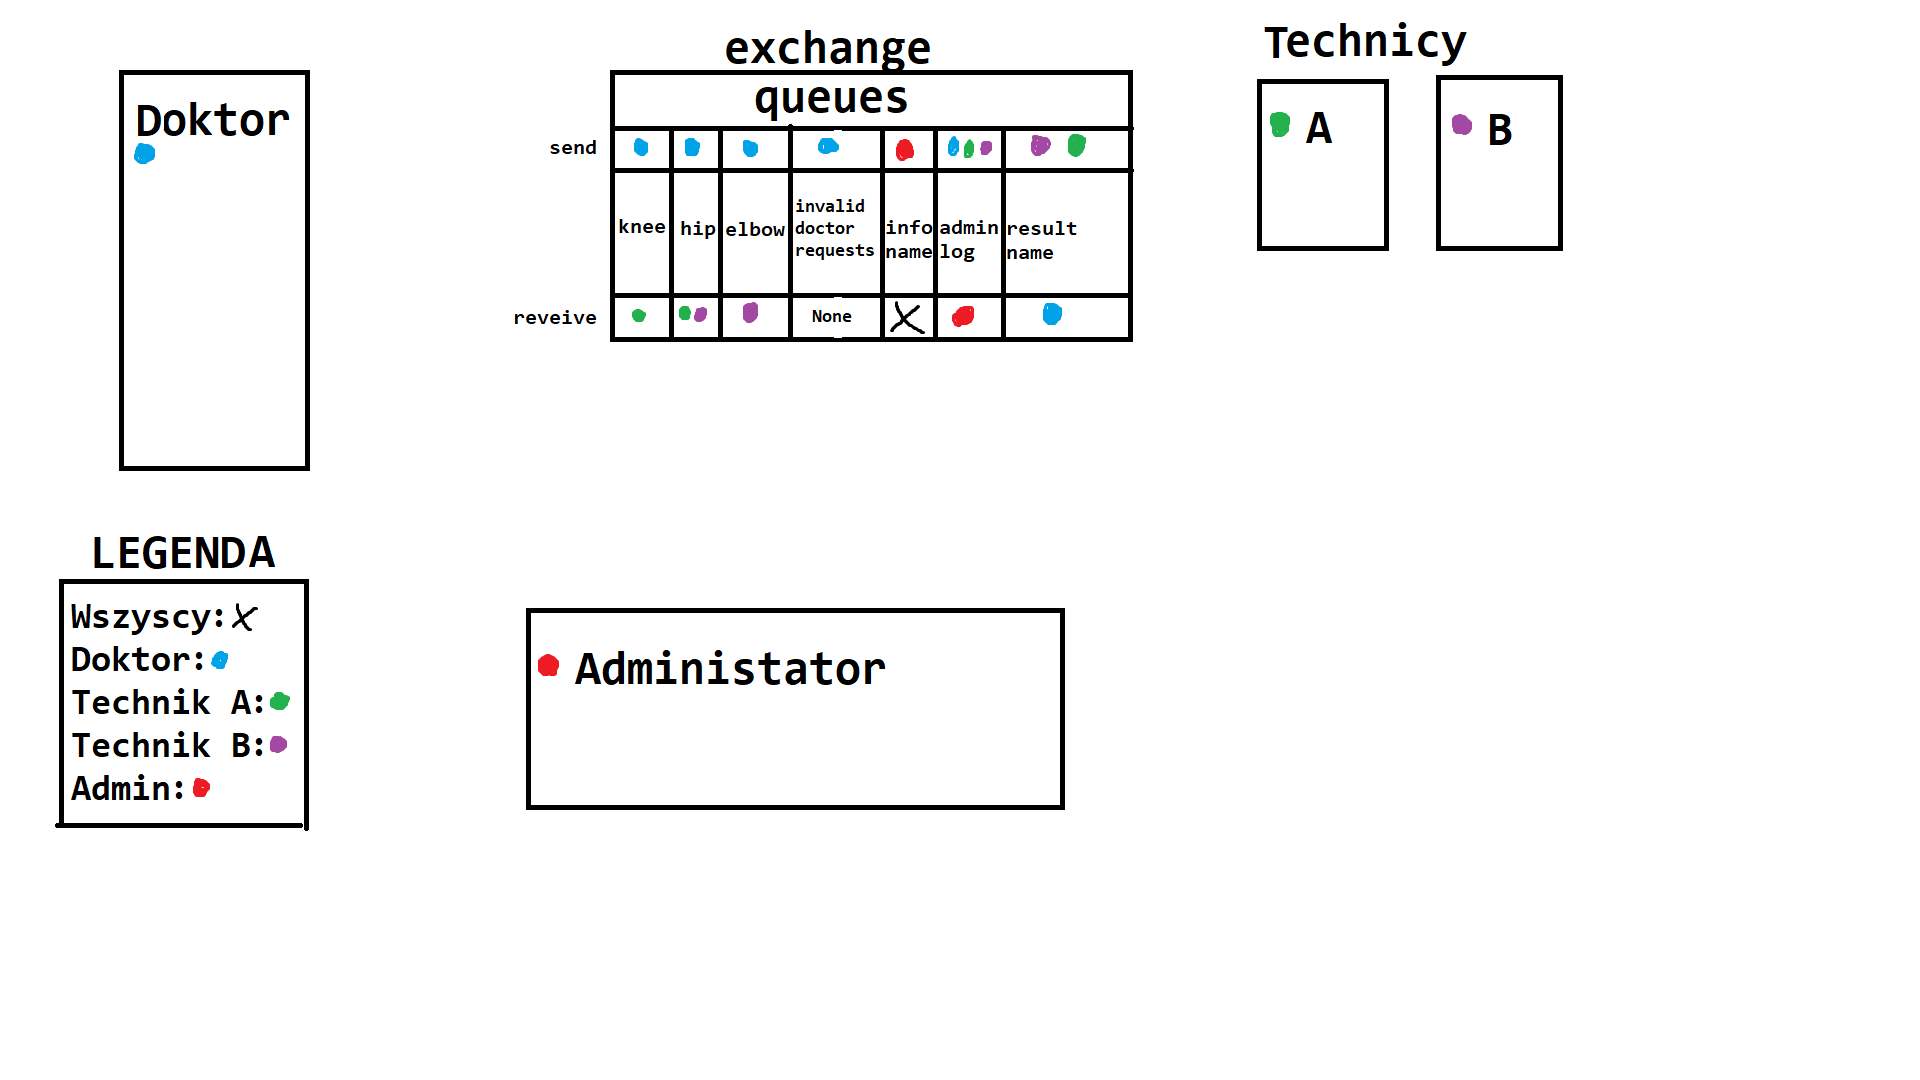 exchange
queues
Technicy
Doktor
A
B
send
knee
hip
elbow
invalid
doctor
requests
info
name
admin
log
result
name
reveive
None
LEGENDA
Wszyscy:
Doktor:
Technik A:
Technik B:
Admin:
Administator